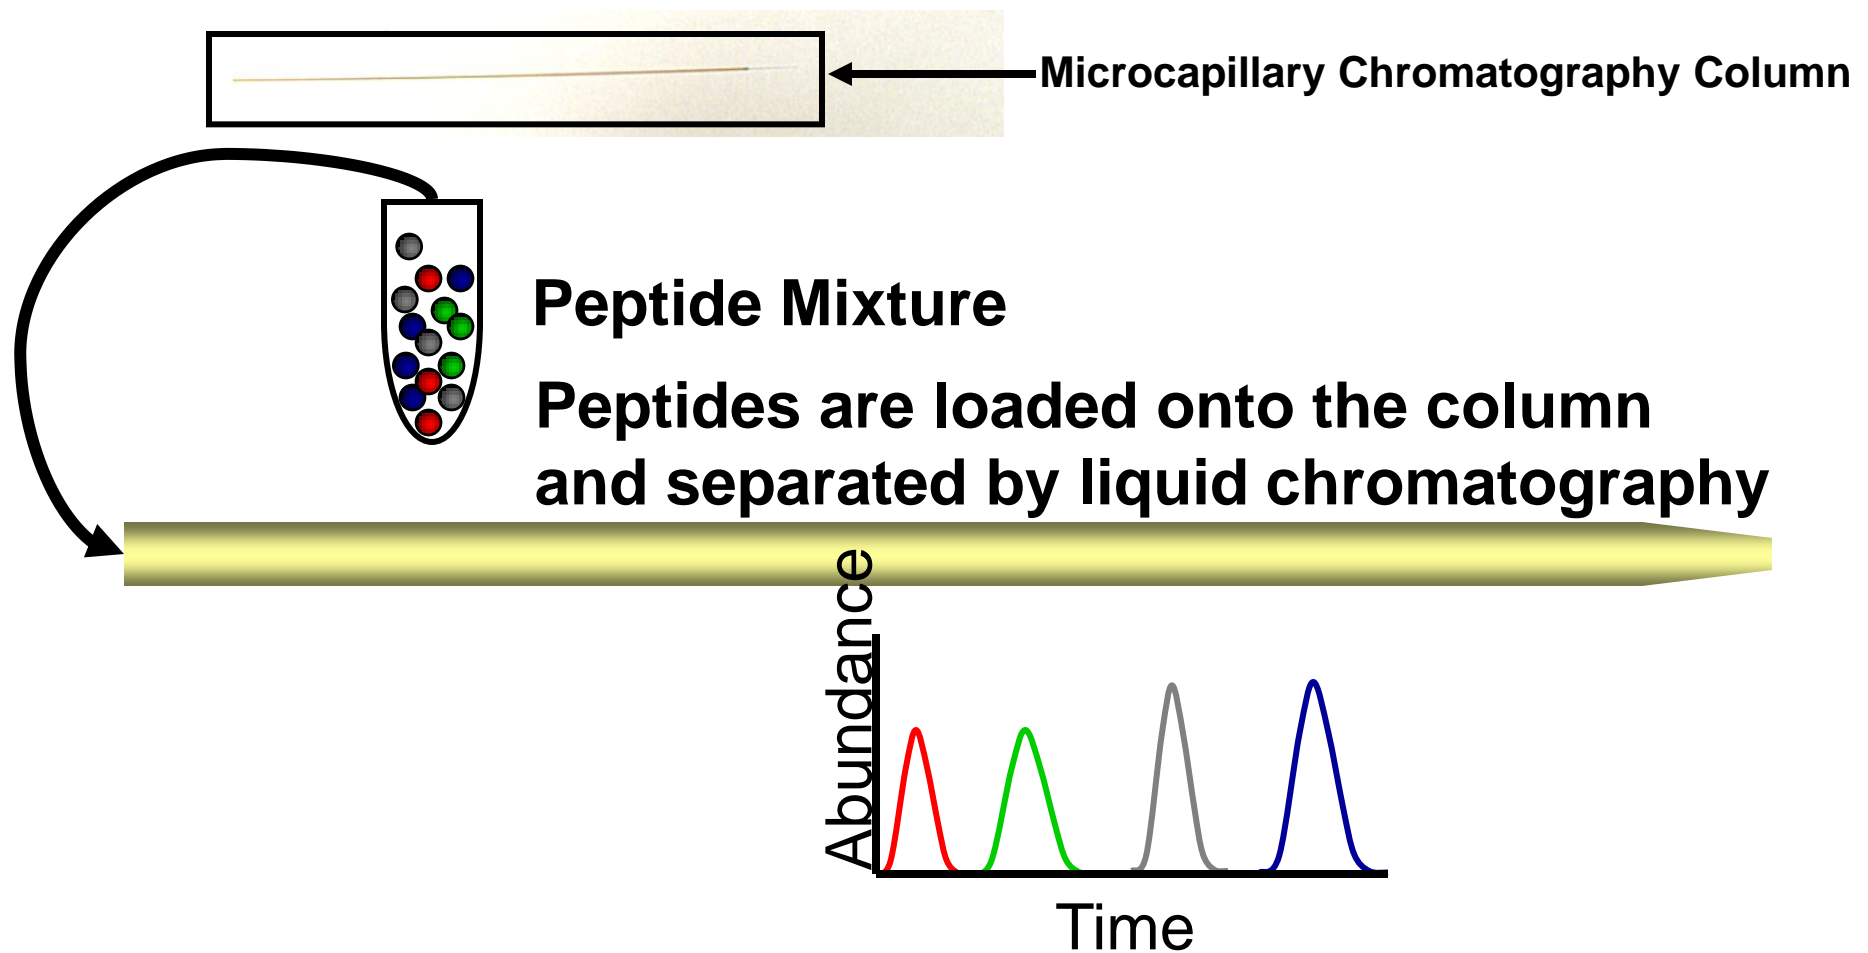 Microcapillary Chromatography Column
Peptide Mixture
Peptides are loaded onto the column
and separated by liquid chromatography
Abundance
Time